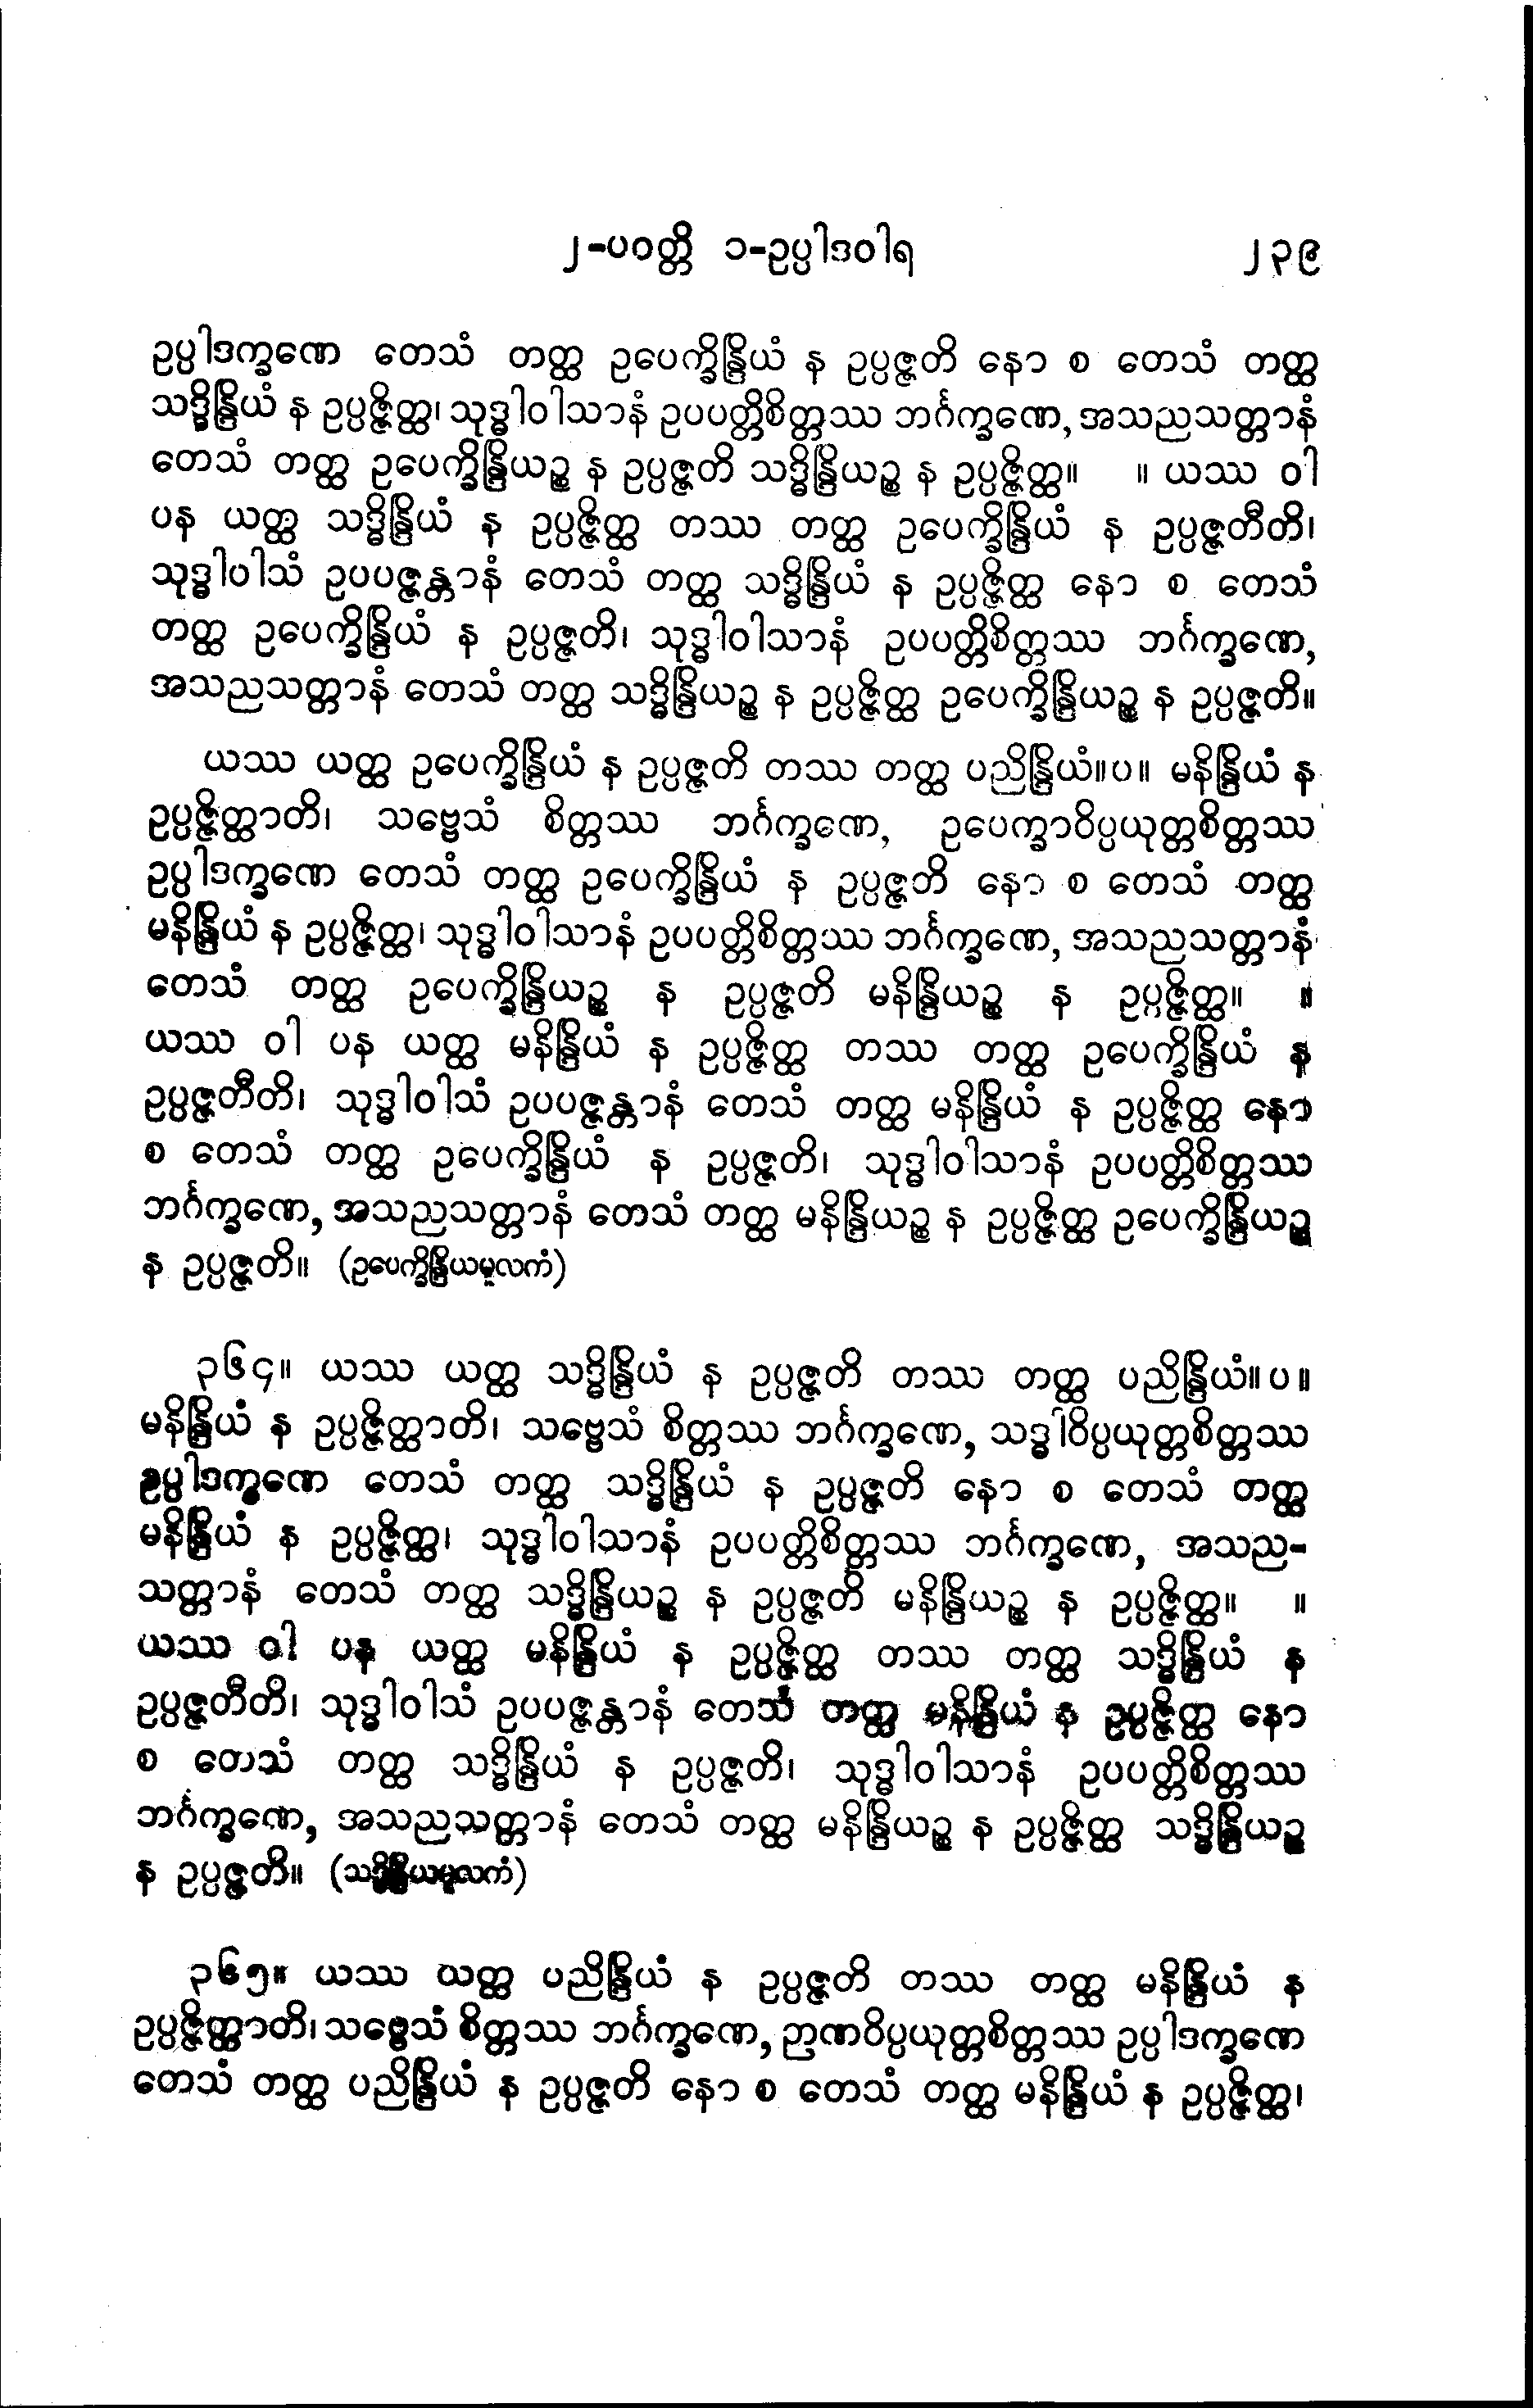 ၂-ပဝတ္တိ ၁-ဥပ္ပါဒဝါရ ၂၃၉
ဥပ္ပါဒက္ခဏေ တေသံ တတ္ထ ဥပေက္ခိန္ဒြိယံ န ဥပ္ပဇ္ဇတိ နော စ တေသံ တတ္ထ
သဒ္ဓိန္ဒြိယံ န ဥပ္ပဇ္ဇိတ္ထ၊ သုဒ္ဓါဝါသာနံ ဥပပတ္တိစိတ္တဿ ဘင်္ဂက္ခဏေ, အသညသတ္တာနံ
တေသံ တတ္ထ ဥပေက္ခိန္ဒြိယဉ္စ န ဥပ္ပဇ္ဇတိ သဒ္ဓိန္ဒြိယဉ္စ န ဥပ္ပဇ္ဇိတ္ထ။ ။ ယဿ ဝါ
ပန ယတ္ထ သဒ္ဓိန္ဒြိယံ န ဥပ္ပဇ္ဇိတ္ထ တဿ တတ္ထ ဥပေက္ခိန္ဒြိယံ န ဥပ္ပဇ္ဇတီတိ၊
သုဒ္ဓါဝါသံ ဥပပဇ္ဇန္တာနံ တေသံ တတ္ထ သဒ္ဓိန္ဒြိယံ န ဥပ္ပဇ္ဇိတ္ထ နော စ တေသံ
တတ္ထ ဥပေက္ခိန္ဒြိယံ န ဥပ္ပဇ္ဇတိ၊ သုဒ္ဓါဝါသာနံ ဥပပတ္တိစိတ္တဿ ဘင်္ဂက္ခဏေ,
အသညသတ္တာနံ တေသံ တတ္ထ သဒ္ဓိန္ဒြိယဉ္စ န ဥပ္ပဇ္ဇိတ္ထ ဥပေက္ခိန္ဒြိယဉ္စ န ဥပ္ပဇ္ဇတိ။
ယဿ ယတ္ထ ဥပေက္ခိန္ဒြိယံ န ဥပ္ပဇ္ဇတိ တဿ တတ္ထ ပညိန္ဒြိယံ။ပ။ မနိန္ဒြိယံ န
ဥပ္ပဇ္ဇိတ္ထာတိ၊ သဗ္ဗေသံ စိတ္တဿ ဘင်္ဂက္ခဏေ, ဥပေက္ခာဝိပ္ပယုတ္တစိတ္တဿ
ဥပ္ပါဒက္ခဏေ တေသံ တတ္ထ ဥပေက္ခိန္ဒြိယံ န ဥပ္ပဇ္ဇတိ နော စ တေသံ တတ္ထ
မနိန္ဒြိယံ န ဥပ္ပဇ္ဇိတ္ထ၊ သုဒ္ဓါဝါသာနံ ဥပပတ္တိစိတ္တဿ ဘင်္ဂက္ခဏေ, အသညသတ္တာနံ
တေသံ တတ္ထ ဥပေက္ခိန္ဒြိယဉ္စ န ဥပ္ပဇ္ဇတိ မနိန္ဒြိယဉ္စ န ဥပ္ပဇ္ဇိတ္ထ။ ။
ယဿ ဝါ ပန ယတ္ထ မနိန္ဒြိယံ န ဥပ္ပဇ္ဇိတ္ထ တဿ တတ္ထ ဥပေက္ခိန္ဒြိယံ န
ဥပ္ပဇ္ဇတီတိ၊ သုဒ္ဓါဝါသံ ဥပပဇ္ဇန္တာနံ တေသံ တတ္ထ မနိန္ဒြိယံ န ဥပ္ပဇ္ဇိတ္ထ နော
စ တေသံ တတ္ထ ဥပေက္ခိန္ဒြိယံ န ဥပ္ပဇ္ဇတိ၊ သုဒ္ဓါဝါသာနံ ဥပပတ္တိစိတ္တဿ
ဘင်္ဂက္ခဏေ, အသညသတ္တာနံ တေသံ တတ္ထ မနိန္ဒြိယဉ္စ န ဥပ္ပဇ္ဇိတ္ထ ဥပေက္ခိန္ဒြိယဉ္စ
န ဥပ္ပဇ္ဇတိ။ (ဥပေက္ခိန္ဒြိယမူလကံ)
၃၆၄။ ယဿ ယတ္ထ သဒ္ဓိန္ဒြိယံ န ဥပ္ပဇ္ဇတိ တဿ တတ္ထ ပညိန္ဒြိယံ။ပ။
မနိန္ဒြိယံ န ဥပ္ပဇ္ဇိတ္ထာတိ၊ သဗ္ဗေသံ စိတ္တဿ ဘင်္ဂက္ခဏေ, သဒ္ဓါဝိပ္ပယုတ္တစိတ္တဿ
ဥပ္ပါဒက္ခဏေ တေသံ တတ္ထ သဒ္ဓိန္ဒြိယံ န ဥပ္ပဇ္ဇတိ နော စ တေသံ တတ္ထ
မနိန္ဒြိယံ န ဥပ္ပဇ္ဇိတ္ထ၊ သုဒ္ဓါဝါသာနံ ဥပပတ္တိစိတ္တဿ ဘင်္ဂက္ခဏေ, အသည-
သတ္တာနံ တေသံ တတ္ထ သဒ္ဓိန္ဒြိယဉ္စ န ဥပ္ပဇ္ဇတိ မနိန္ဒြိယဉ္စ န ဥပ္ပဇ္ဇိတ္ထ။ ။
ယဿ ဝါ ပန ယတ္ထ မနိန္ဒြိယံ န ဥပ္ပဇ္ဇိတ္ထ တဿ တတ္ထ သဒ္ဓိန္ဒြိယံ န
ဥပ္ပဇ္ဇတီတိ၊ သုဒ္ဓါဝါသံ ဥပပဇ္ဇန္တာနံ တေသံ တတ္ထ မနိန္ဒြိယံ န ဥပ္ပဇ္ဇိတ္ထ နော
စ တေသံ တတ္ထ သဒ္ဓိန္ဒြိယံ န ဥပ္ပဇ္ဇတိ၊ သုဒ္ဓါဝါသာနံ ဥပပတ္တိစိတ္တဿ
ဘင်္ဂက္ခဏေ, အသညသတ္တာနံ တေသံ တတ္ထ မနိန္ဒြိယဉ္စ န ဥပ္ပဇ္ဇိတ္ထ သဒ္ဓိန္ဒြိယဉ္စ
န ဥပ္ပဇ္ဇတိ။ (သဒ္ဓိန္ဒြိယမူလကံ)
၃၆၅။ ယဿ ယတ္ထ ပညိန္ဒြိယံ န ဥပ္ပဇ္ဇတိ တဿ တတ္ထ မနိန္ဒြိယံ န
ဥပ္ပဇ္ဇိတ္ထာတိ၊ သဗ္ဗေသံ စိတ္တဿ ဘင်္ဂက္ခဏေ, ဉာဏဝိပ္ပယုတ္တစိတ္တဿ ဥပ္ပါဒက္ခဏေ
တေသံ တတ္ထ ပညိန္ဒြိယံ န ဥပ္ပဇ္ဇတိ နော စ တေသံ တတ္ထ မနိန္ဒြိယံ န ဥပ္ပဇ္ဇိတ္ထ၊